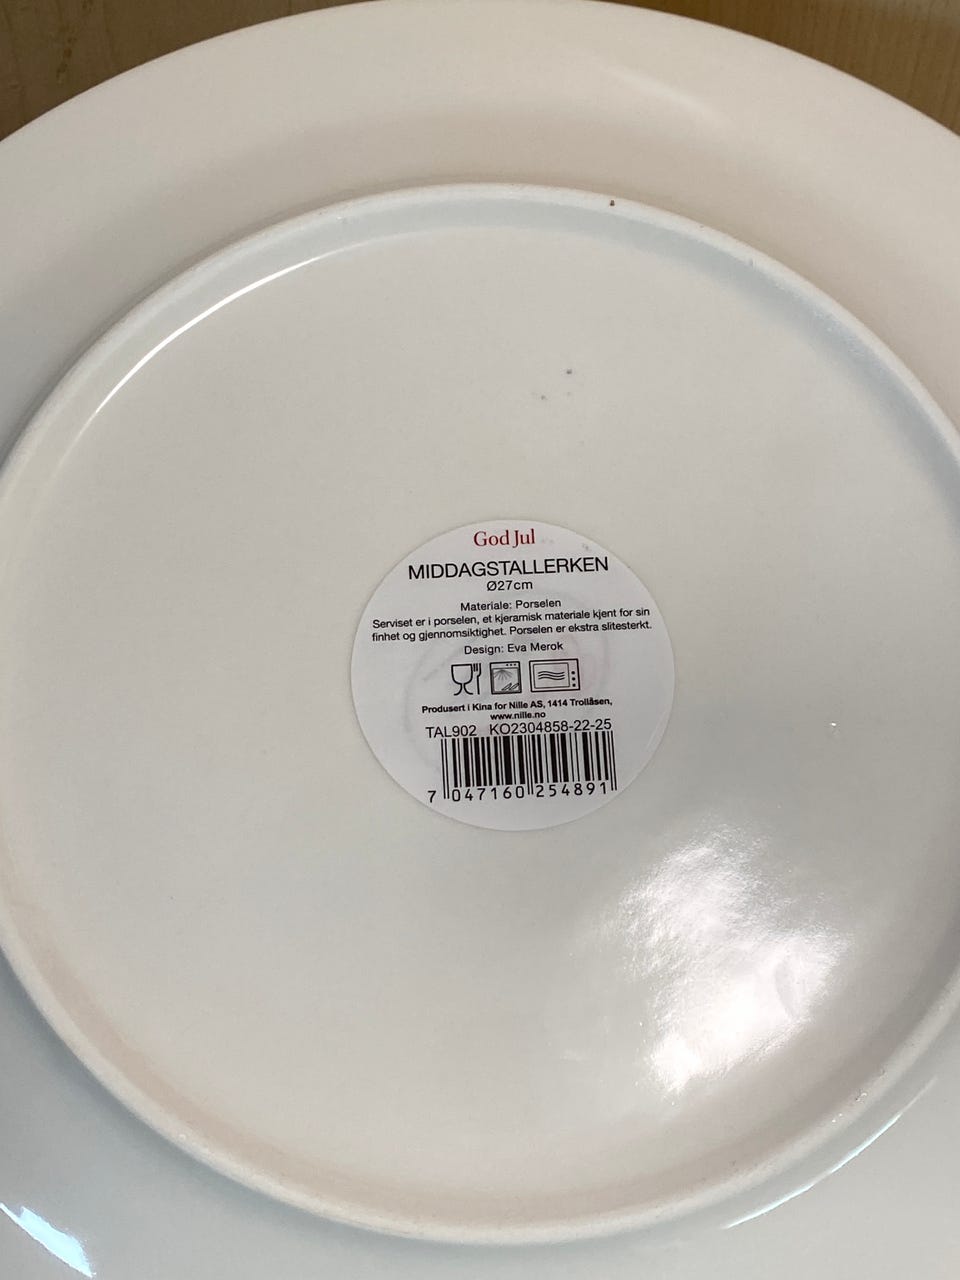 God Jul
MIDDAGSTALLERKEN
Ø27cm
Materiale: Porselen
Serviset er i porselen, et kjeramisk materiale kjent for sin
finhet og gjennomsiktighet. Porselen er ekstra slitesterkt.
Design: Eva Merok
Produsert i Kina for Nille AS, 1414 Trollåsen,
www.nille.no
TAL902 KO2304858-22-25
7 047160 254891